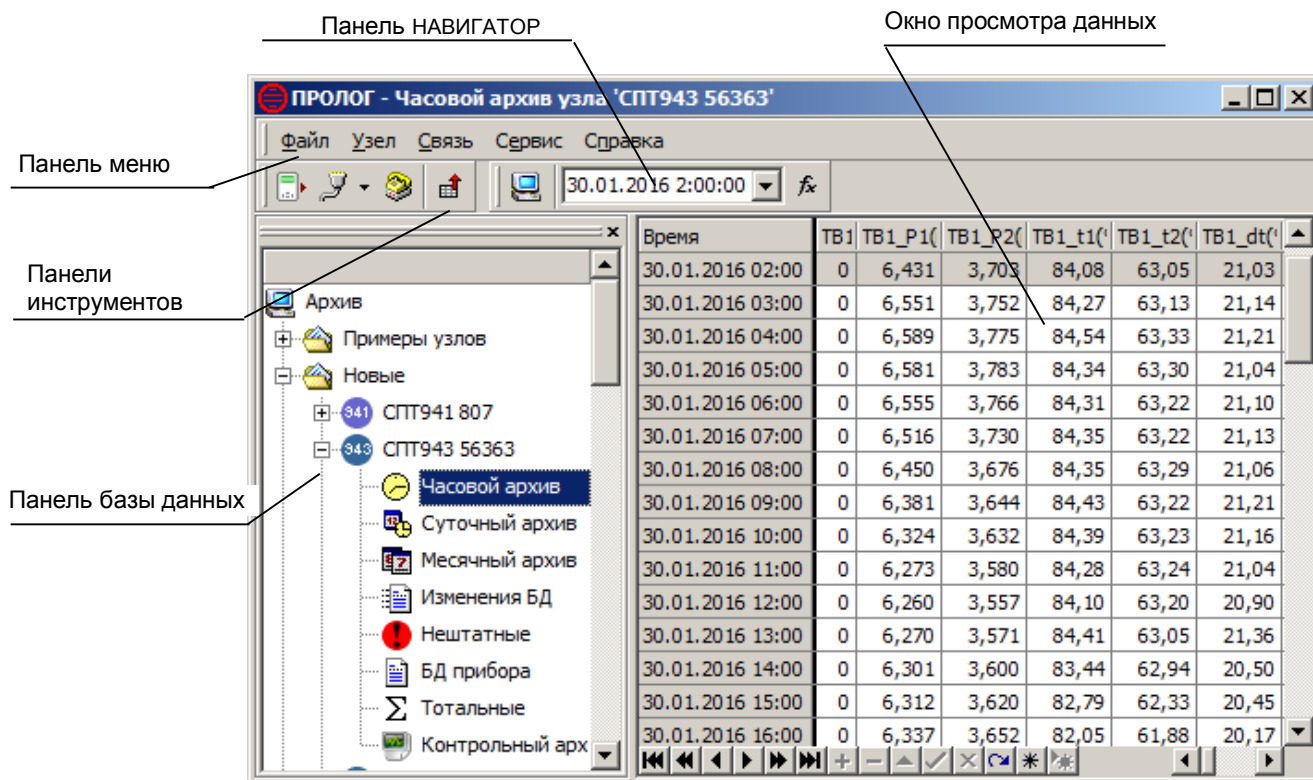 Панель НАВИГАТОР
Окно просмотра данных
ПРОЛОГ - Часовой архив узла 'СПТ943 56363'
Файл Узел Связь Сервис Справка
Панель меню
30.01.2016 2:00:00 fx
Панели
инструментов
Архив
Примеры узлов
Новые
941 СПТ941 807
943 СПТ943 56363
Часовой архив
Суточный архив
Месячный архив
Изменения БД
Нештатные
БД прибора
Тотальные
Контрольный арх
Панель базы данных
Время ТВ1 ТВ1_P1( ТВ1_P2( ТВ1_t1(' ТВ1_t2(' ТВ1_dt('
30.01.2016 02:00 0 6,431 3,703 84,08 63,05 21,03
30.01.2016 03:00 0 6,551 3,752 84,27 63,13 21,14
30.01.2016 04:00 0 6,589 3,775 84,54 63,33 21,21
30.01.2016 05:00 0 6,581 3,783 84,34 63,30 21,04
30.01.2016 06:00 0 6,555 3,766 84,31 63,22 21,10
30.01.2016 07:00 0 6,516 3,730 84,35 63,22 21,13
30.01.2016 08:00 0 6,450 3,676 84,35 63,29 21,06
30.01.2016 09:00 0 6,381 3,644 84,43 63,22 21,21
30.01.2016 10:00 0 6,324 3,632 84,39 63,23 21,16
30.01.2016 11:00 0 6,273 3,580 84,28 63,24 21,04
30.01.2016 12:00 0 6,260 3,557 84,10 63,20 20,90
30.01.2016 13:00 0 6,270 3,571 84,41 63,05 21,36
30.01.2016 14:00 0 6,301 3,600 83,44 62,94 20,50
30.01.2016 15:00 0 6,312 3,620 82,79 62,33 20,45
30.01.2016 16:00 0 6,337 3,652 82,05 61,88 20,17